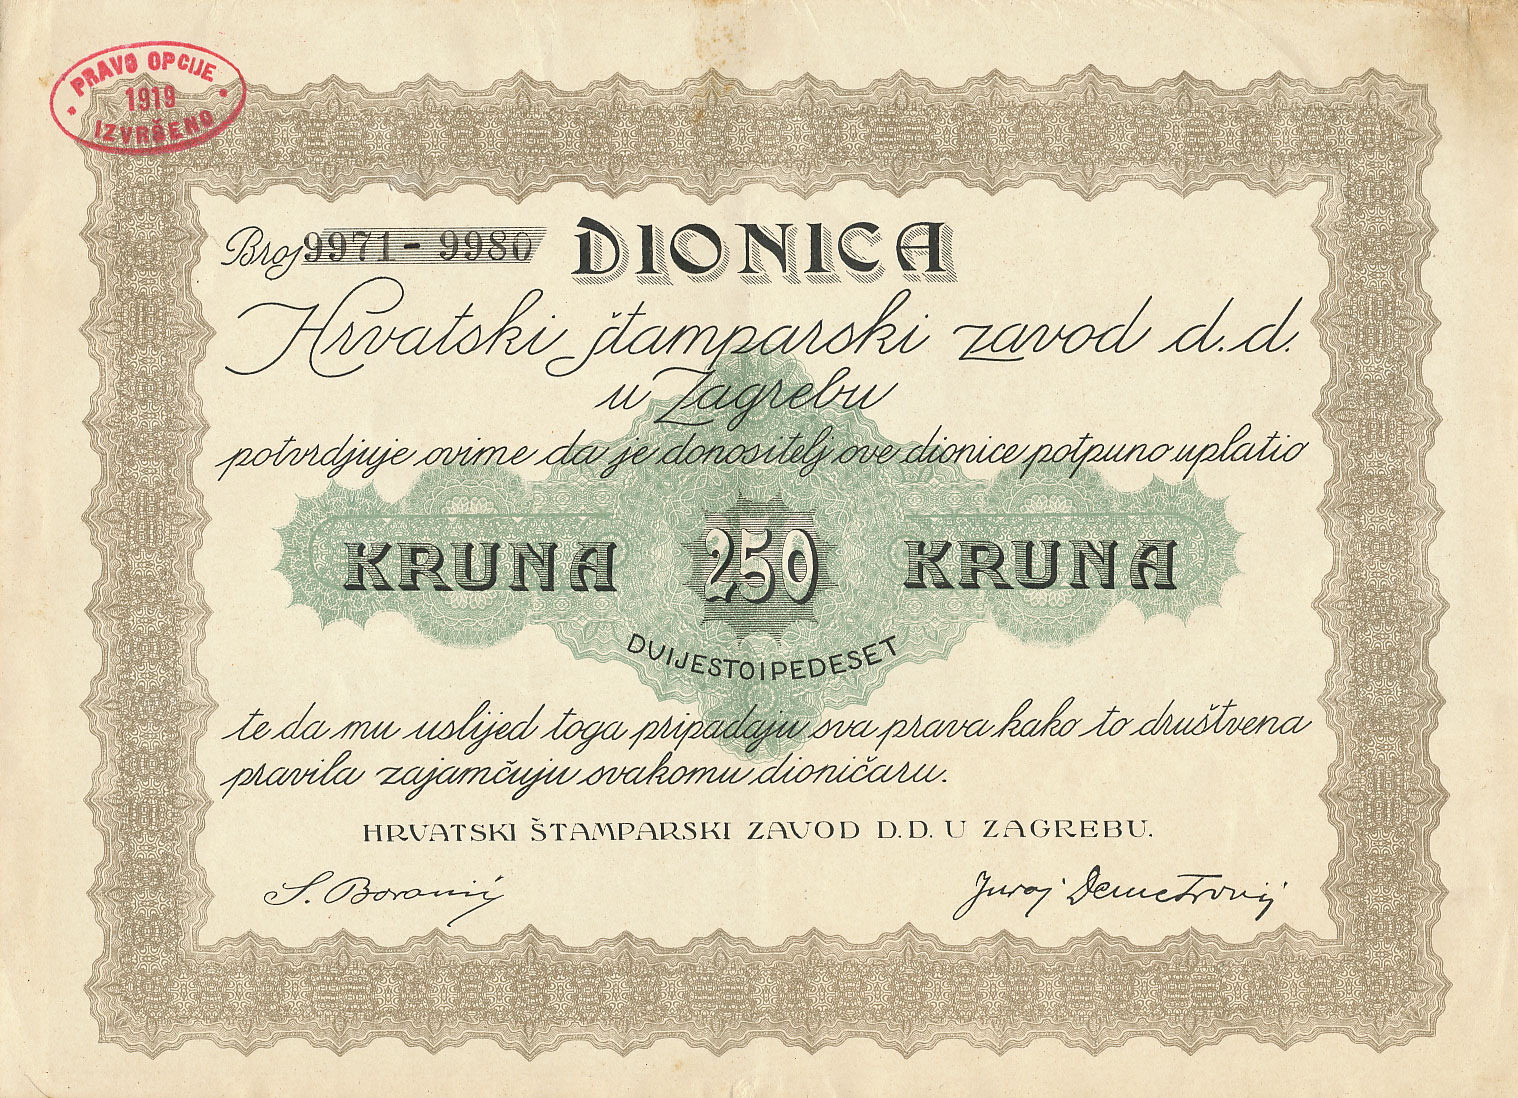 PRAVO OPCIJE
1919
IZVRŠENO
Broj 9971 - 9980 DIONICA
Hrvatski štamparski zavod d.d.
u Zagrebu
potvrdjuje ovime da je donositelj ove dionice potpuno uplatio
KRUNA 250 KRUNA
DVIJESTOIPEDESET
te da mu uslijed toga pripadaju sva prava kako to društvena
pravila zajamčuju svakomu dioničaru.
HRVATSKI ŠTAMPARSKI ZAVOD D.D. U ZAGREBU.
Juraj Demetrović